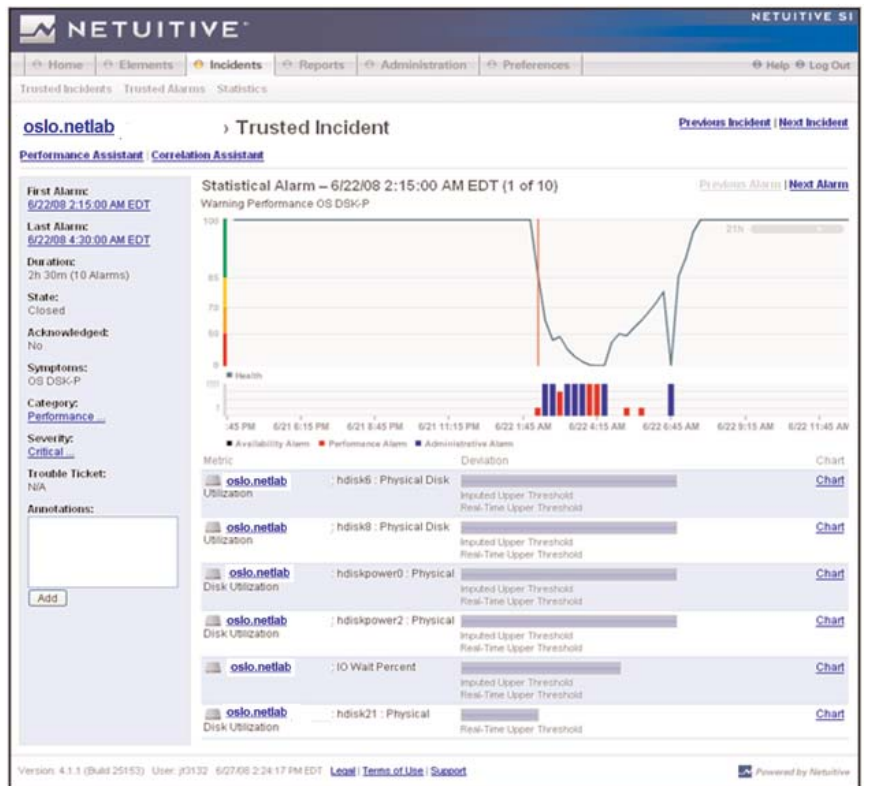 NETUITIVE
NETUITIVE SI
Home Elements Incidents Reports Administration Preferences Help Log Out
Trusted Incidents Trusted Alarms Statistics
oslo.netlab › Trusted Incident
Previous Incident | Next Incident
Performance Assistant | Correlation Assistant
First Alarm:
6/22/08 2:15:00 AM EDT
Last Alarm:
6/22/08 4:30:00 AM EDT
Duration:
2h 30m (10 Alarms)
State:
Closed
Acknowledged:
No
Symptoms:
OS DSK-P
Category:
Performance ...
Severity:
Critical ...
Trouble Ticket:
N/A
Annotations:
Add
Statistical Alarm – 6/22/08 2:15:00 AM EDT (1 of 10)
Previous Alarm | Next Alarm
Warning Performance OS DSK-P
100
21h
85
0
Health
1
:45 PM 6/21 6:15 PM 6/21 8:45 PM 6/21 11:15 PM 6/22 1:45 AM 6/22 4:15 AM 6/22 6:45 AM 6/22 9:15 AM 6/22 11:45 AM
Availability Alarm Performance Alarm Administrative Alarm
Metric Deviation Chart
oslo.netlab : hdisk6 : Physical Disk Chart
Utilization
Imputed Upper Threshold
Real-Time Upper Threshold
oslo.netlab : hdisk8 : Physical Disk Chart
Utilization
Imputed Upper Threshold
Real-Time Upper Threshold
oslo.netlab : hdiskpower0 : Physical Chart
Disk Utilization
Imputed Upper Threshold
Real-Time Upper Threshold
oslo.netlab : hdiskpower2 : Physical Chart
Disk Utilization
Imputed Upper Threshold
Real-Time Upper Threshold
oslo.netlab : IO Wait Percent Chart
Imputed Upper Threshold
Real-Time Upper Threshold
oslo.netlab : hdisk21 : Physical Chart
Disk Utilization
Real-Time Upper Threshold
Version: 4.1.1 (Build 25153) User: jf3132 6/27/08 2:24:17 PM EDT Legal | Terms of Use | Support
Powered by Netuitive